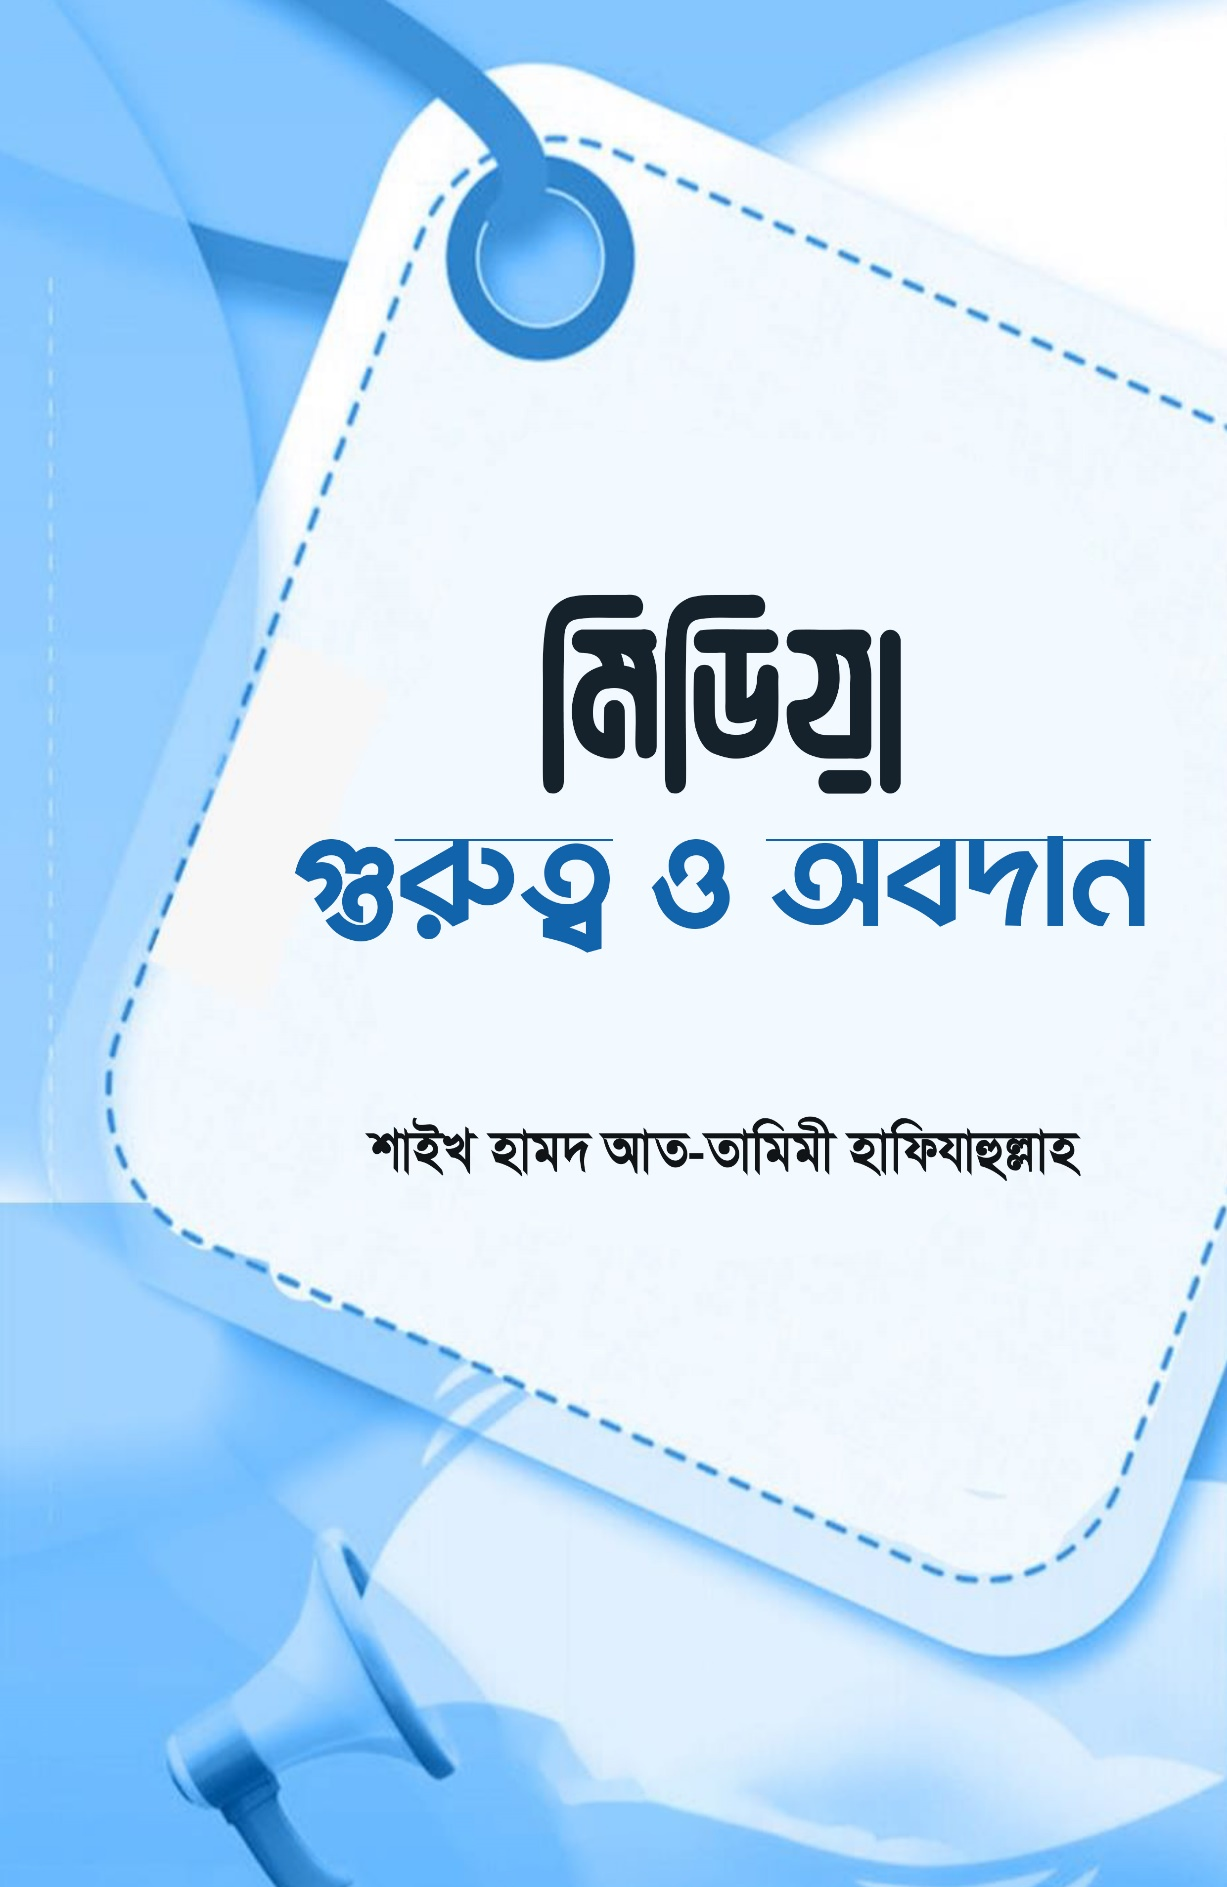 মিডিয়া
গুরুত্ব ও অবদান
শাইখ হামদ আত-তামিমী হাফিযাহুল্লাহ